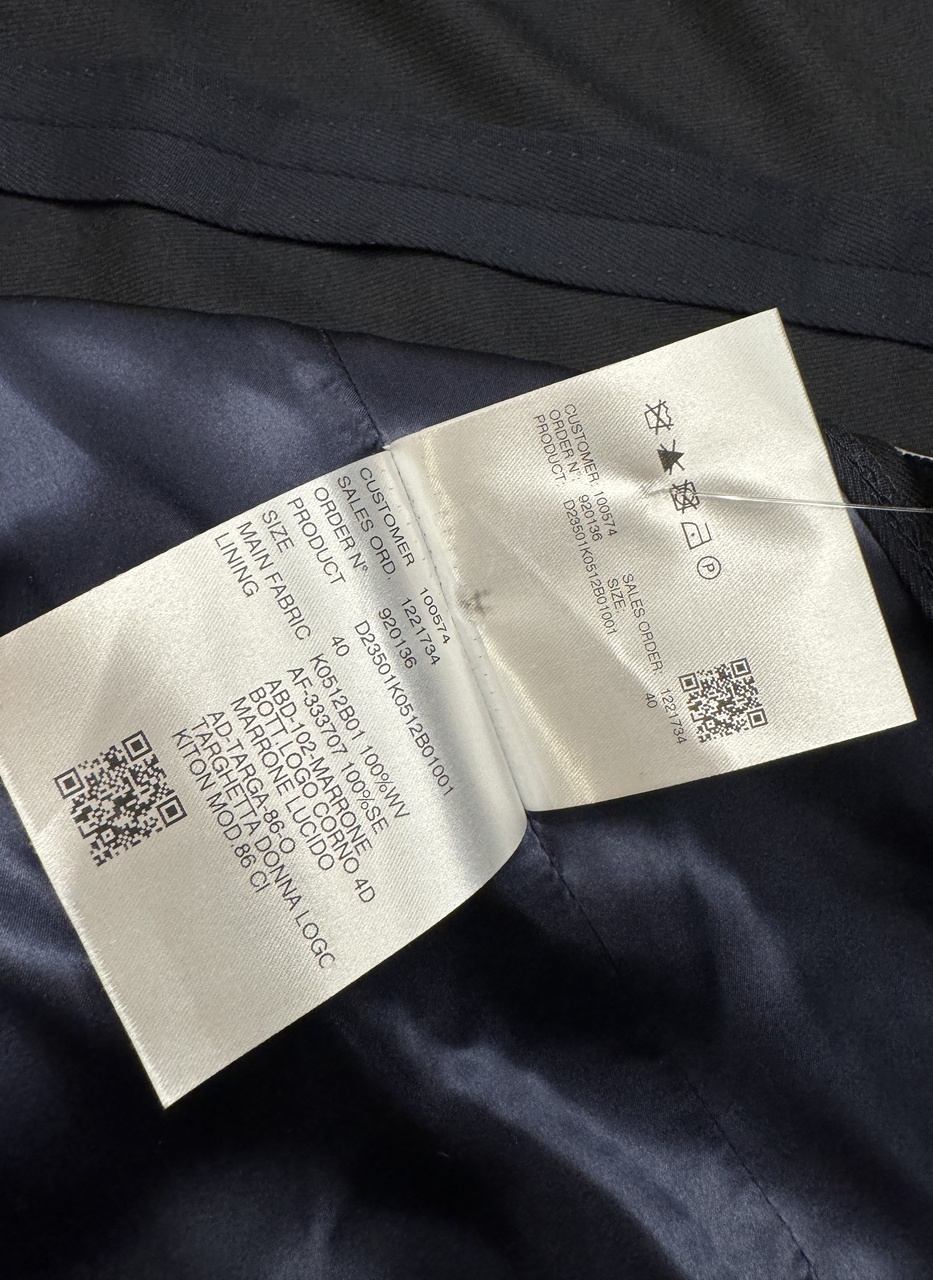 CUSTOMER 100574
SALES ORD. 1221734
ORDER N°. 920136
PRODUCT D23501K0512B01001
SIZE 40
MAIN FABRIC K0512B01 100%WV
LINING AF-333707 100%SE
ABD-102-MARRONE
BOTT LOGO CORNO 4D
MARRONE LUCIDO
AD-TARGA-86-O
TARGHETTA DONNA LOGC
KITON MOD 86 CI
P
CUSTOMER: 100574
ORDER N°: 920136 SALES ORDER: 1221734
PRODUCT: D23501K0512B01001 SIZE: 40